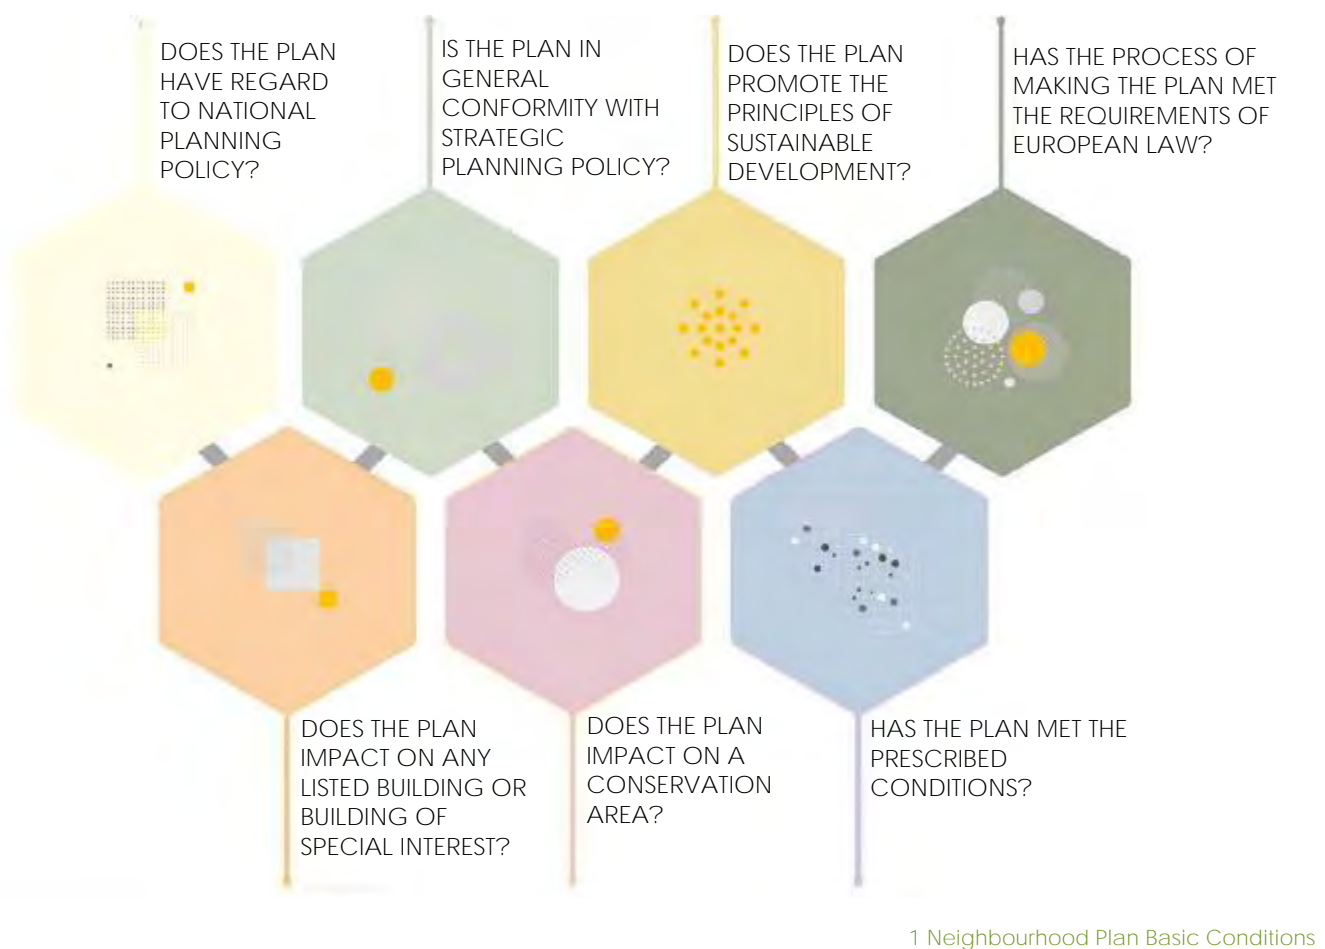 DOES THE PLAN
HAVE REGARD
TO NATIONAL
PLANNING
POLICY?
IS THE PLAN IN
GENERAL
CONFORMITY WITH
STRATEGIC
PLANNING POLICY?
DOES THE PLAN
PROMOTE THE
PRINCIPLES OF
SUSTAINABLE
DEVELOPMENT?
HAS THE PROCESS OF
MAKING THE PLAN MET
THE REQUIREMENTS OF
EUROPEAN LAW?
DOES THE PLAN
IMPACT ON ANY
LISTED BUILDING OR
BUILDING OF
SPECIAL INTEREST?
DOES THE PLAN
IMPACT ON A
CONSERVATION
AREA?
HAS THE PLAN MET THE
PRESCRIBED
CONDITIONS?
1 Neighbourhood Plan Basic Conditions